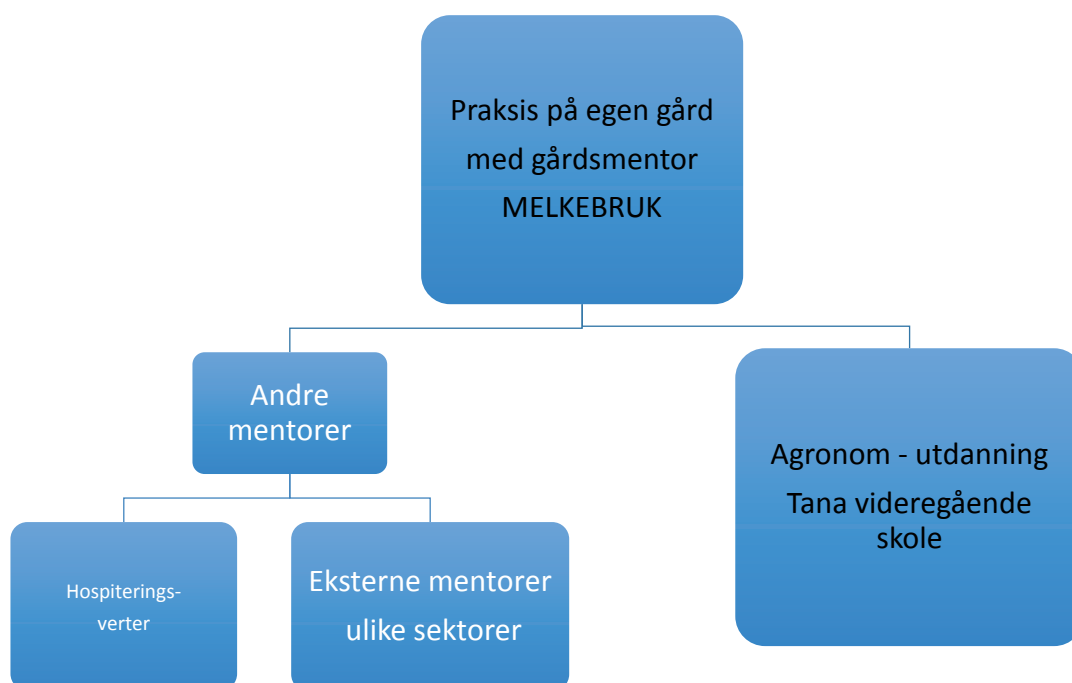 Praksis på egen gård
med gårdsmentor
MELKEBRUK
Andre
mentorer
Agronom - utdanning
Tana videregående
skole
Hospiterings-
verter
Eksterne mentorer
ulike sektorer